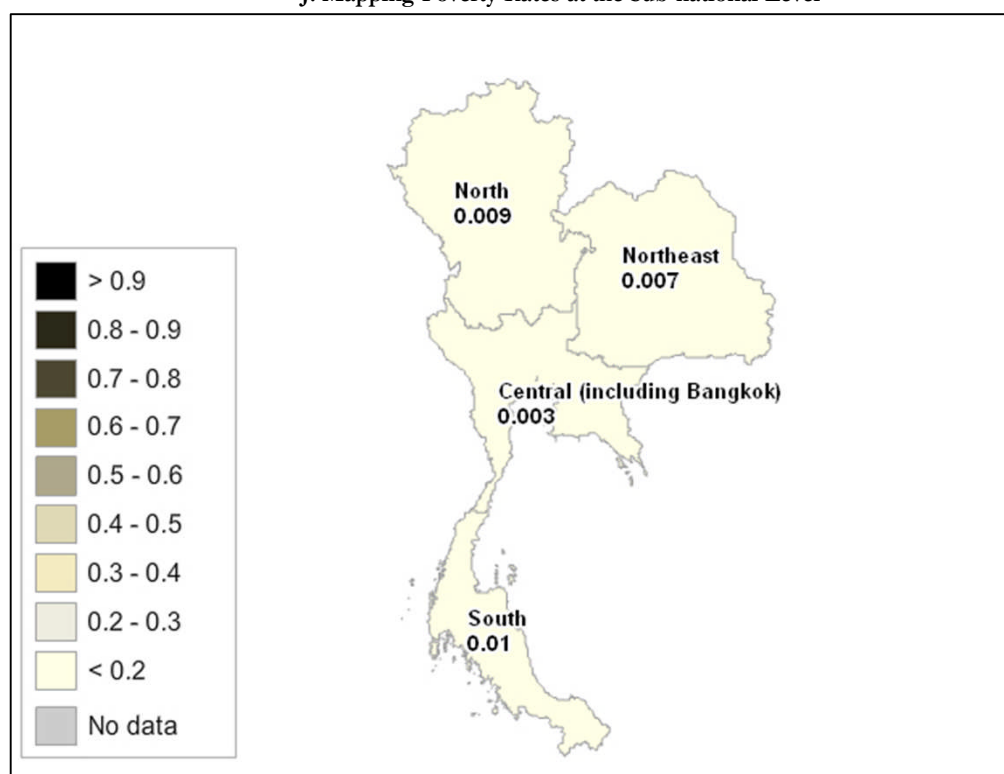 J. Mapping Poverty Rates at the Sub-national Level
North
0.009
Northeast
0.007
Central (including Bangkok)
0.003
South
0.01
> 0.9
0.8 - 0.9
0.7 - 0.8
0.6 - 0.7
0.5 - 0.6
0.4 - 0.5
0.3 - 0.4
0.2 - 0.3
< 0.2
No data